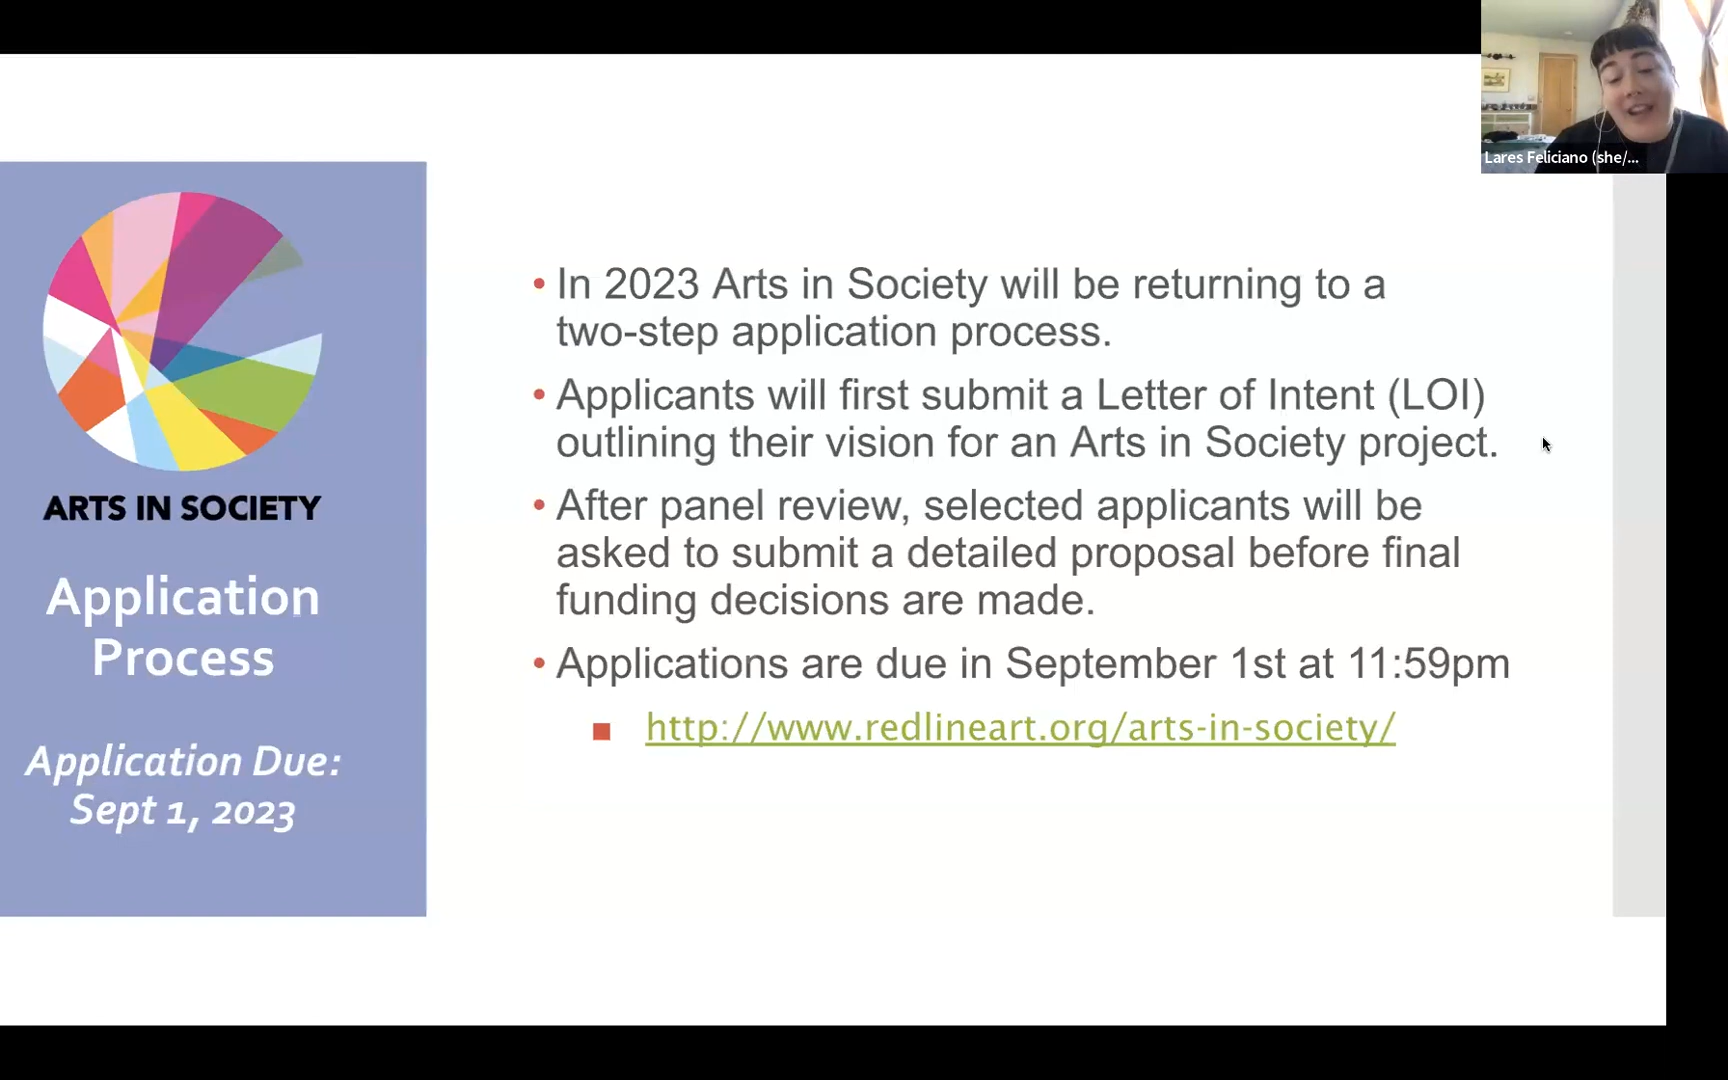 Lares Feliciano (she/...
ARTS IN SOCIETY
Application
Process
Application Due:
Sept 1, 2023
• In 2023 Arts in Society will be returning to a
two-step application process.
• Applicants will first submit a Letter of Intent (LOI)
outlining their vision for an Arts in Society project.
• After panel review, selected applicants will be
asked to submit a detailed proposal before final
funding decisions are made.
• Applications are due in September 1st at 11:59pm
▪ http://www.redlineart.org/arts-in-society/